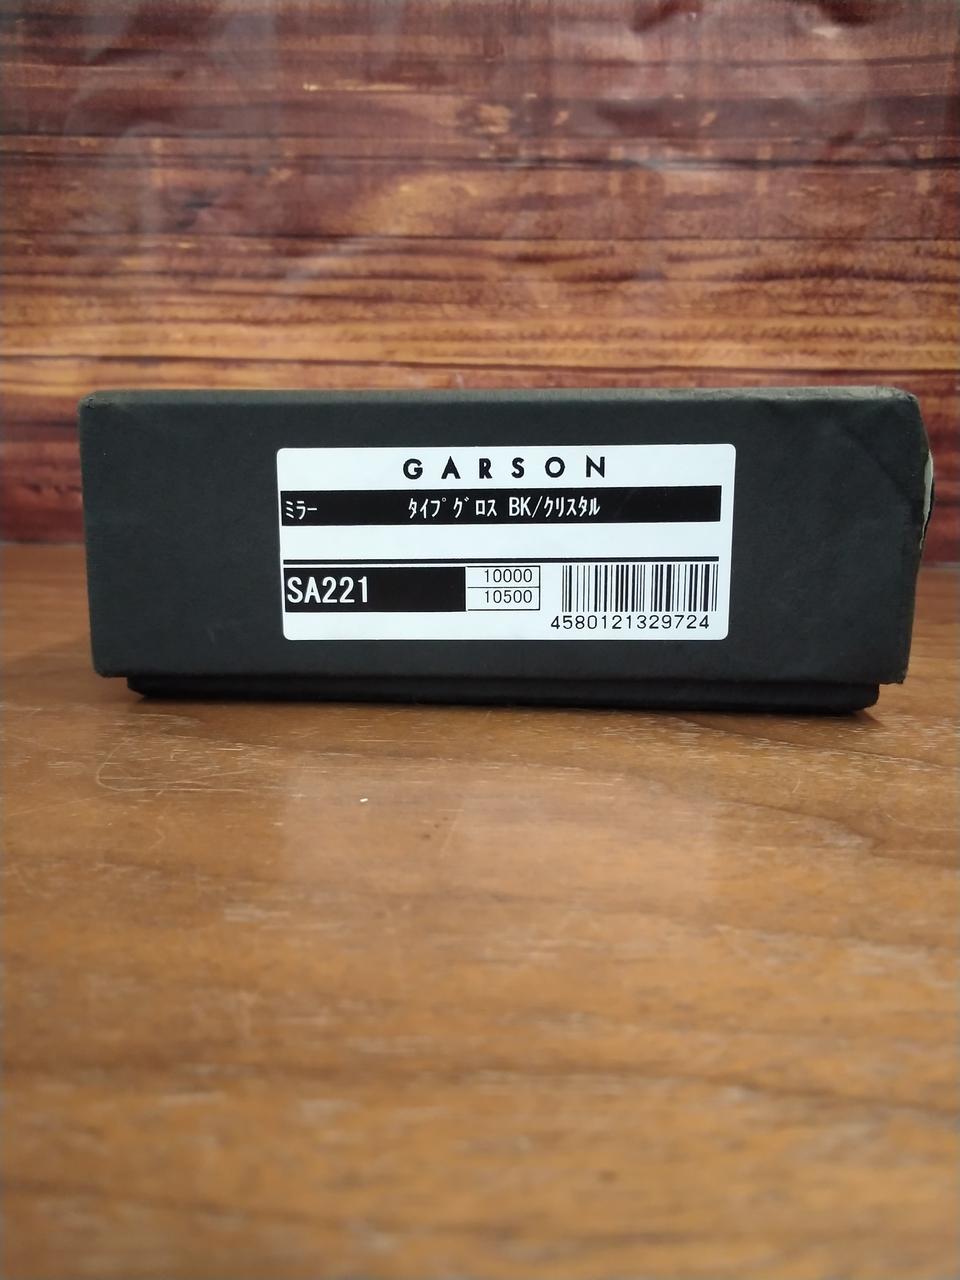 GARSON
ﾐﾗｰ ﾀｲﾌﾟｸﾞﾛｽ BK/ｸﾘｽﾀﾙ
SA221
10000
10500
4580121329724